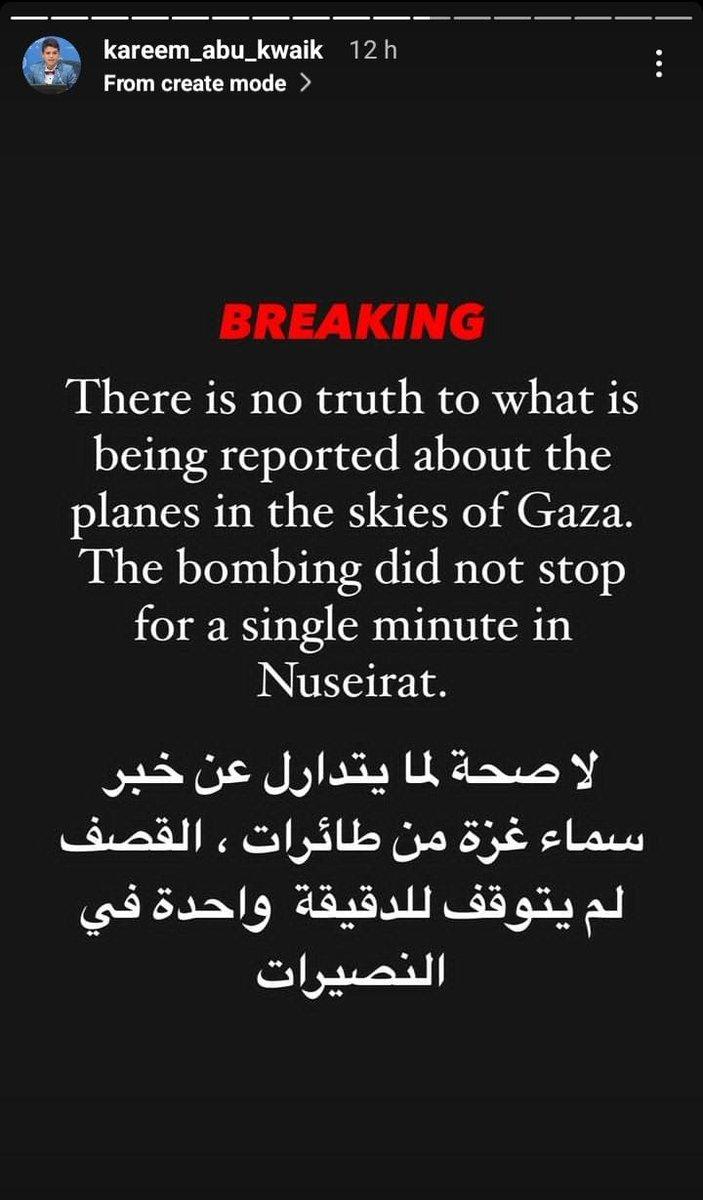 kareem_abu_kwaik 12 h
From create mode >
BREAKING
There is no truth to what is
being reported about the
planes in the skies of Gaza.
The bombing did not stop
for a single minute in
Nuseirat.
لا صحة لما يتدارل عن خبر
سماء غزة من طائرات ، القصف
لم يتوقف للدقيقة واحدة في
النصيرات